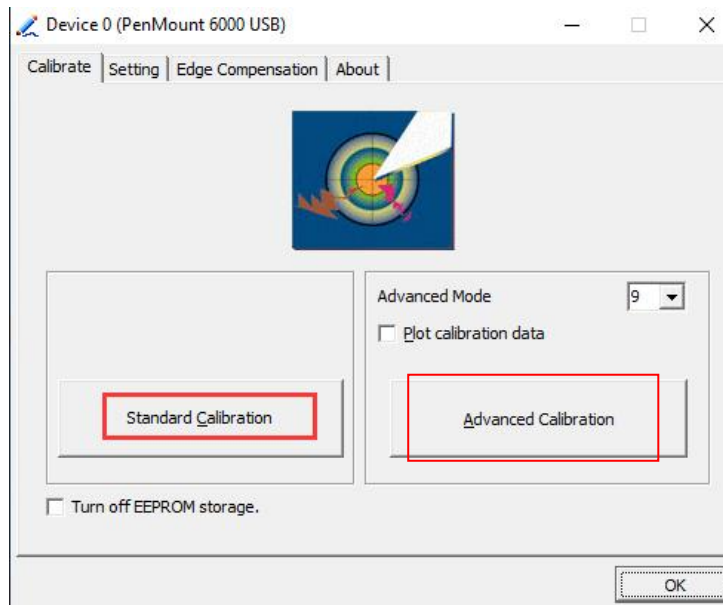 Device 0 (PenMount 6000 USB)
Calibrate Setting Edge Compensation About
Advanced Mode 9
Plot calibration data
Standard Calibration Advanced Calibration
Turn off EEPROM storage.
OK